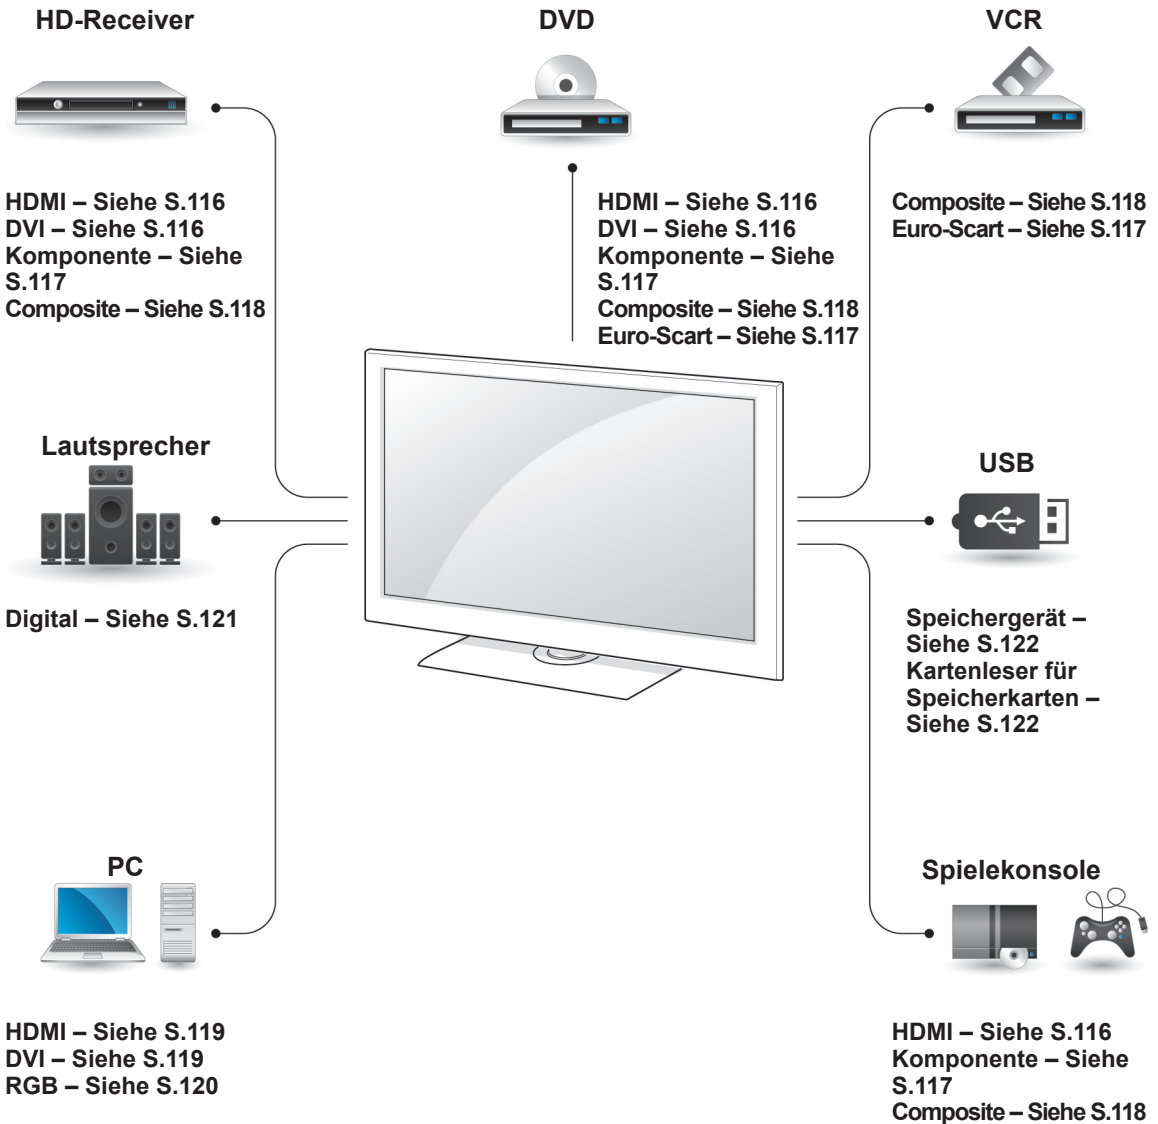 HD-Receiver
HDMI – Siehe S.116
DVI – Siehe S.116
Komponente – Siehe
S.117
Composite – Siehe S.118
DVD
HDMI – Siehe S.116
DVI – Siehe S.116
Komponente – Siehe
S.117
Composite – Siehe S.118
Euro-Scart – Siehe S.117
VCR
Composite – Siehe S.118
Euro-Scart – Siehe S.117
Lautsprecher
Digital – Siehe S.121
USB
Speichergerät –
Siehe S.122
Kartenleser für
Speicherkarten –
Siehe S.122
PC
HDMI – Siehe S.119
DVI – Siehe S.119
RGB – Siehe S.120
Spielekonsole
HDMI – Siehe S.116
Komponente – Siehe
S.117
Composite – Siehe S.118